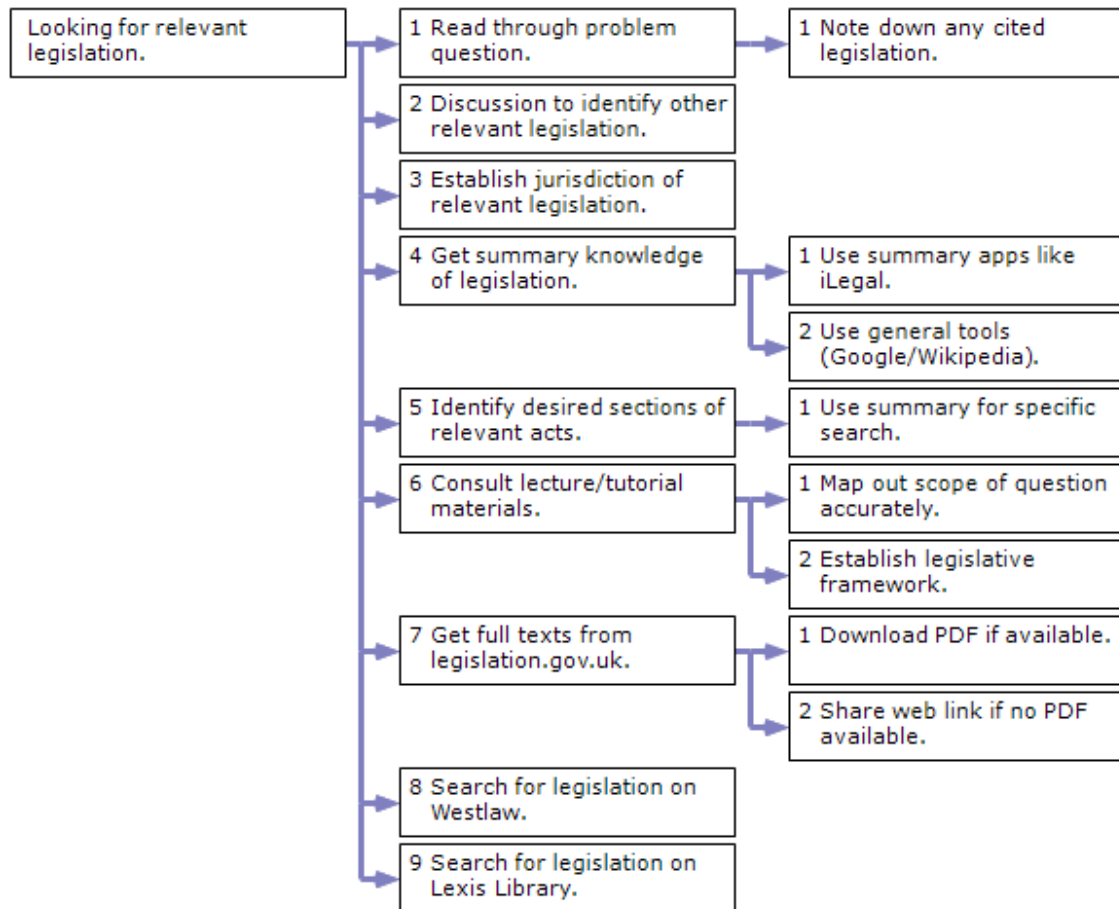 Looking for relevant
legislation.
1 Read through problem
question.
1 Note down any cited
legislation.
2 Discussion to identify other
relevant legislation.
3 Establish jurisdiction of
relevant legislation.
4 Get summary knowledge
of legislation.
1 Use summary apps like
iLegal.
2 Use general tools
(Google/Wikipedia).
5 Identify desired sections of
relevant acts.
1 Use summary for specific
search.
6 Consult lecture/tutorial
materials.
1 Map out scope of question
accurately.
2 Establish legislative
framework.
7 Get full texts from
legislation.gov.uk.
1 Download PDF if available.
2 Share web link if no PDF
available.
8 Search for legislation on
Westlaw.
9 Search for legislation on
Lexis Library.